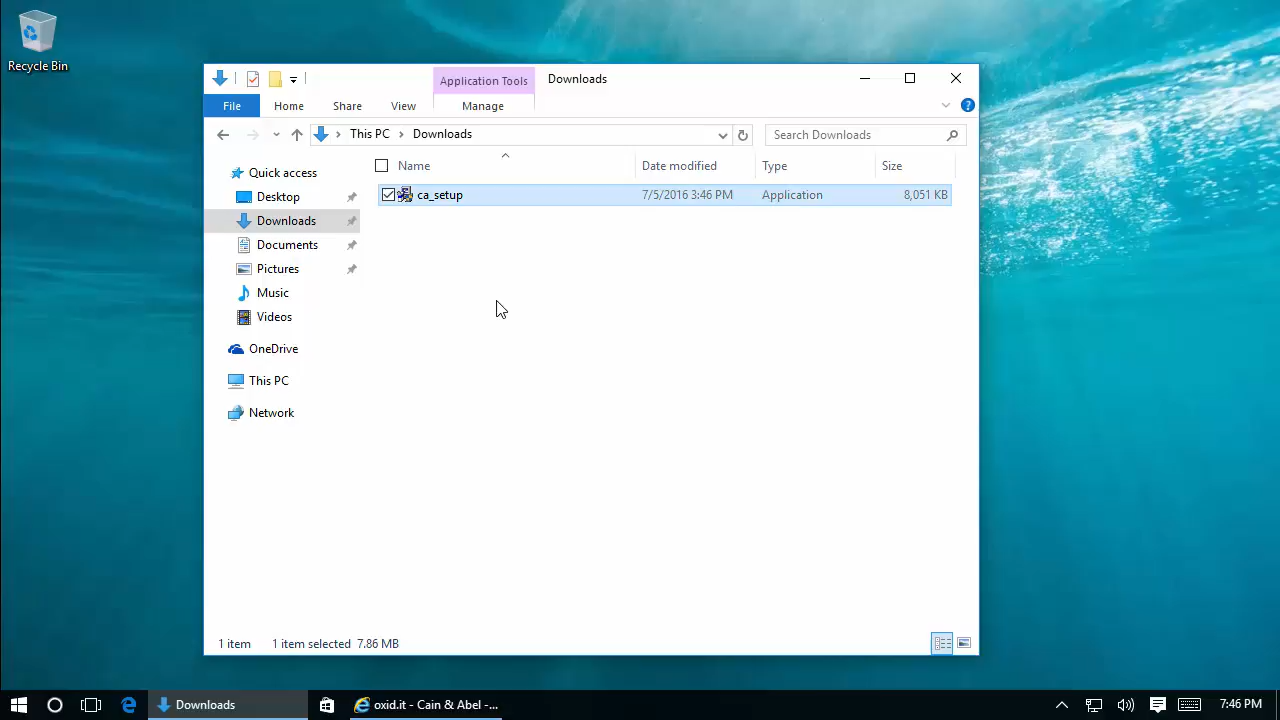 Recycle Bin
Application Tools
Downloads
File
Home
Share
View
Manage
This PC
Downloads
Search Downloads
Name
Date modified
Type
Size
ca_setup
7/5/2016 3:46 PM
Application
8,051 KB
Quick access
Desktop
Downloads
Documents
Pictures
Music
Videos
OneDrive
This PC
Network
1 item
1 item selected 7.86 MB
Downloads
oxid.it - Cain & Abel -...
7:46 PM